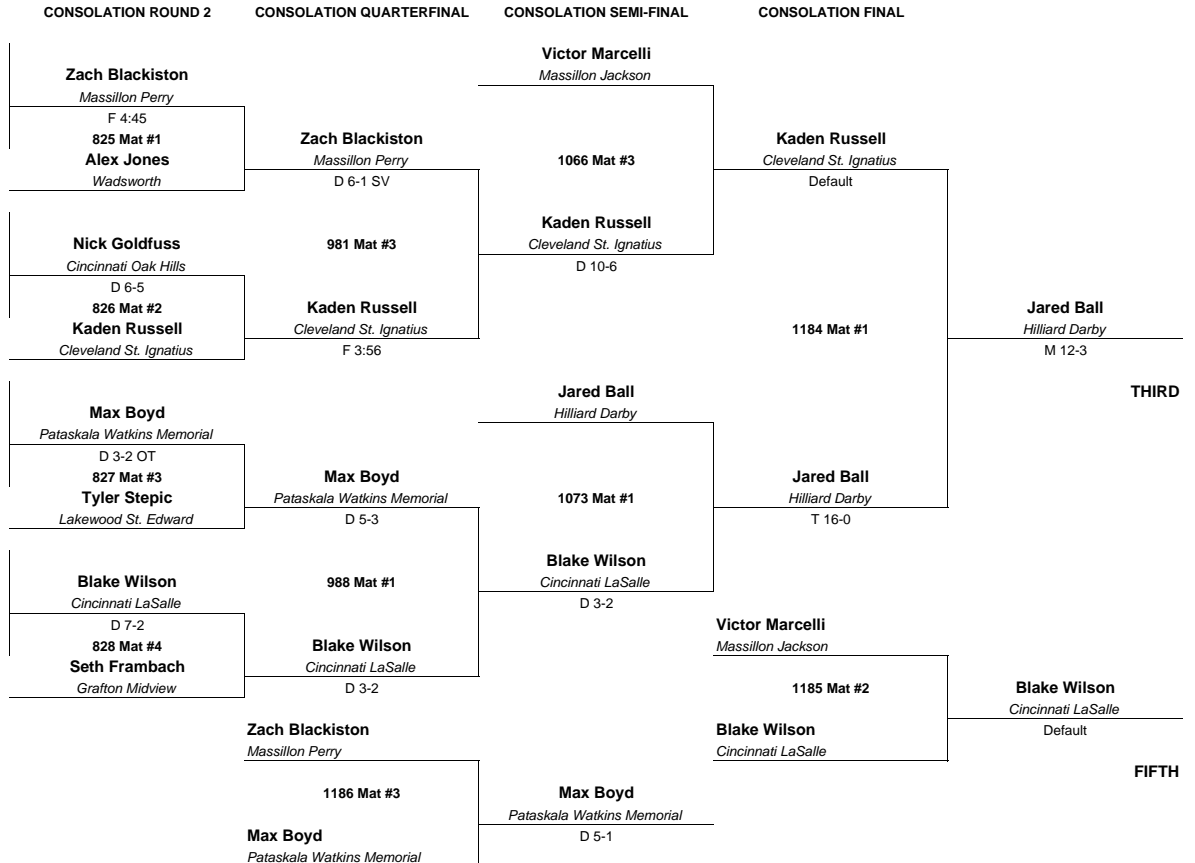 CONSOLATION ROUND 2 CONSOLATION QUARTERFINAL CONSOLATION SEMI-FINAL CONSOLATION FINAL
Victor Marcelli
Massillon Jackson
Zach Blackiston
Massillon Perry
F 4:45
825 Mat #1
Alex Jones
Wadsworth
Zach Blackiston
Massillon Perry
D 6-1 SV
1066 Mat #3
Kaden Russell
Cleveland St. Ignatius
Default
Nick Goldfuss
Cincinnati Oak Hills
D 6-5
826 Mat #2
Kaden Russell
Cleveland St. Ignatius
981 Mat #3
Kaden Russell
Cleveland St. Ignatius
D 10-6
Kaden Russell
Cleveland St. Ignatius
F 3:56
1184 Mat #1
Jared Ball
Hilliard Darby
M 12-3
THIRD
Max Boyd
Pataskala Watkins Memorial
D 3-2 OT
827 Mat #3
Tyler Stepic
Lakewood St. Edward
Jared Ball
Hilliard Darby
Max Boyd
Pataskala Watkins Memorial
D 5-3
1073 Mat #1
Jared Ball
Hilliard Darby
T 16-0
Blake Wilson
Cincinnati LaSalle
D 7-2
828 Mat #4
Seth Frambach
Grafton Midview
988 Mat #1
Blake Wilson
Cincinnati LaSalle
D 3-2
Blake Wilson
Cincinnati LaSalle
D 3-2
Victor Marcelli
Massillon Jackson
1185 Mat #2
Blake Wilson
Cincinnati LaSalle
Blake Wilson
Cincinnati LaSalle
Default
FIFTH
Zach Blackiston
Massillon Perry
1186 Mat #3
Max Boyd
Pataskala Watkins Memorial
Max Boyd
Pataskala Watkins Memorial
D 5-1